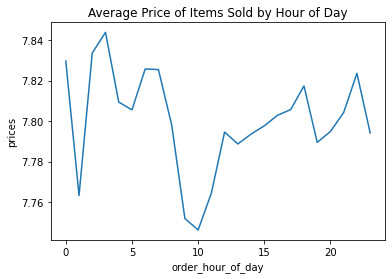 Average Price of Items Sold by Hour of Day
7.84
7.82
7.80
7.78
7.76
prices
0 5 10 15 20
order_hour_of_day